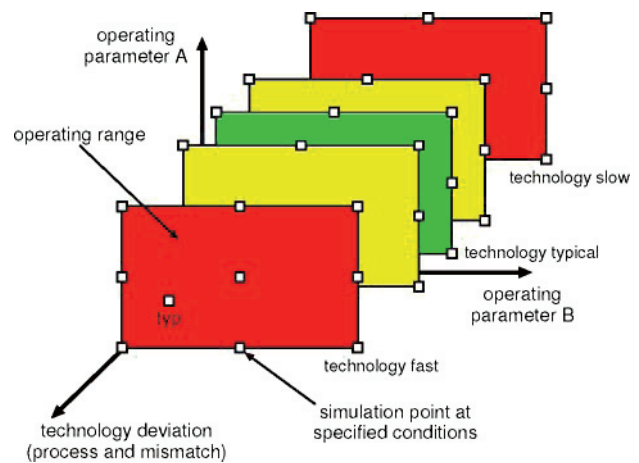 operating
parameter A
operating range
technology slow
technology typical
operating
parameter B
typ.
technology fast
technology deviation
(process and mismatch)
simulation point at
specified conditions